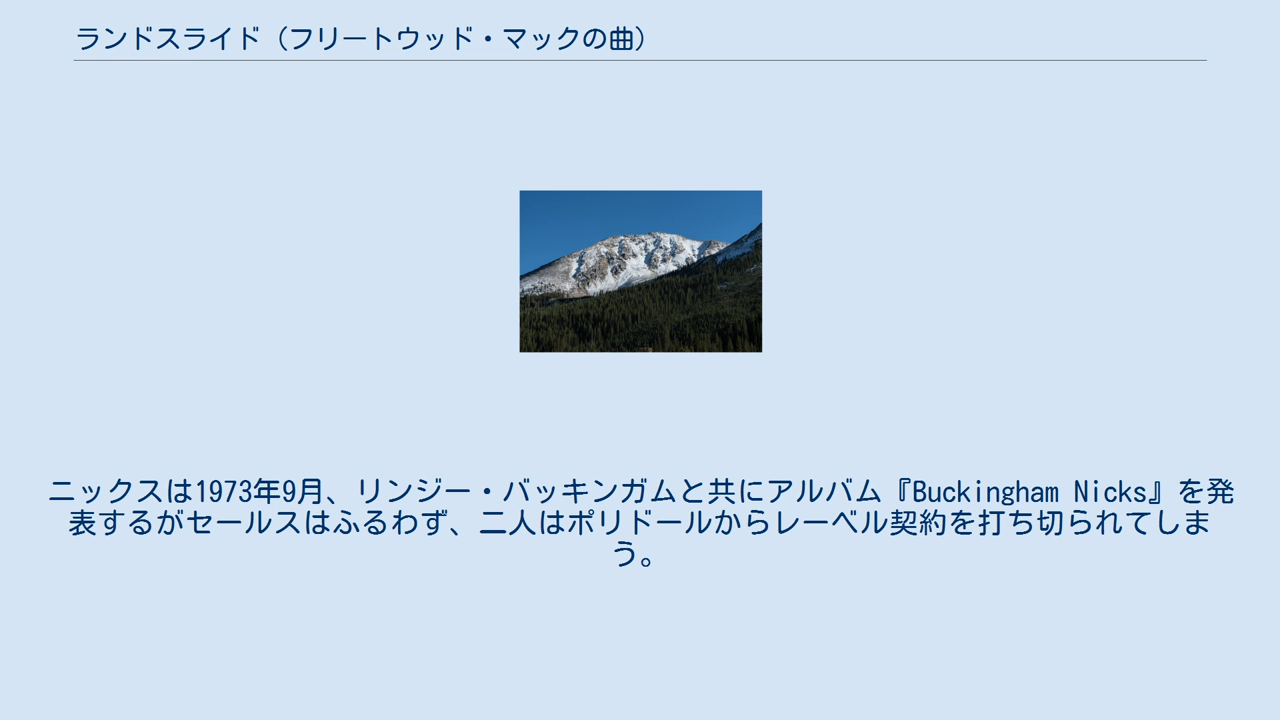 ランドスライド（フリートウッド・マックの曲）
ニックスは1973年9月、リンジー・バッキンガムと共にアルバム『Buckingham Nicks』を発
表するがセールスはふるわず、二人はポリドールからレーベル契約を打ち切られてしま
う。